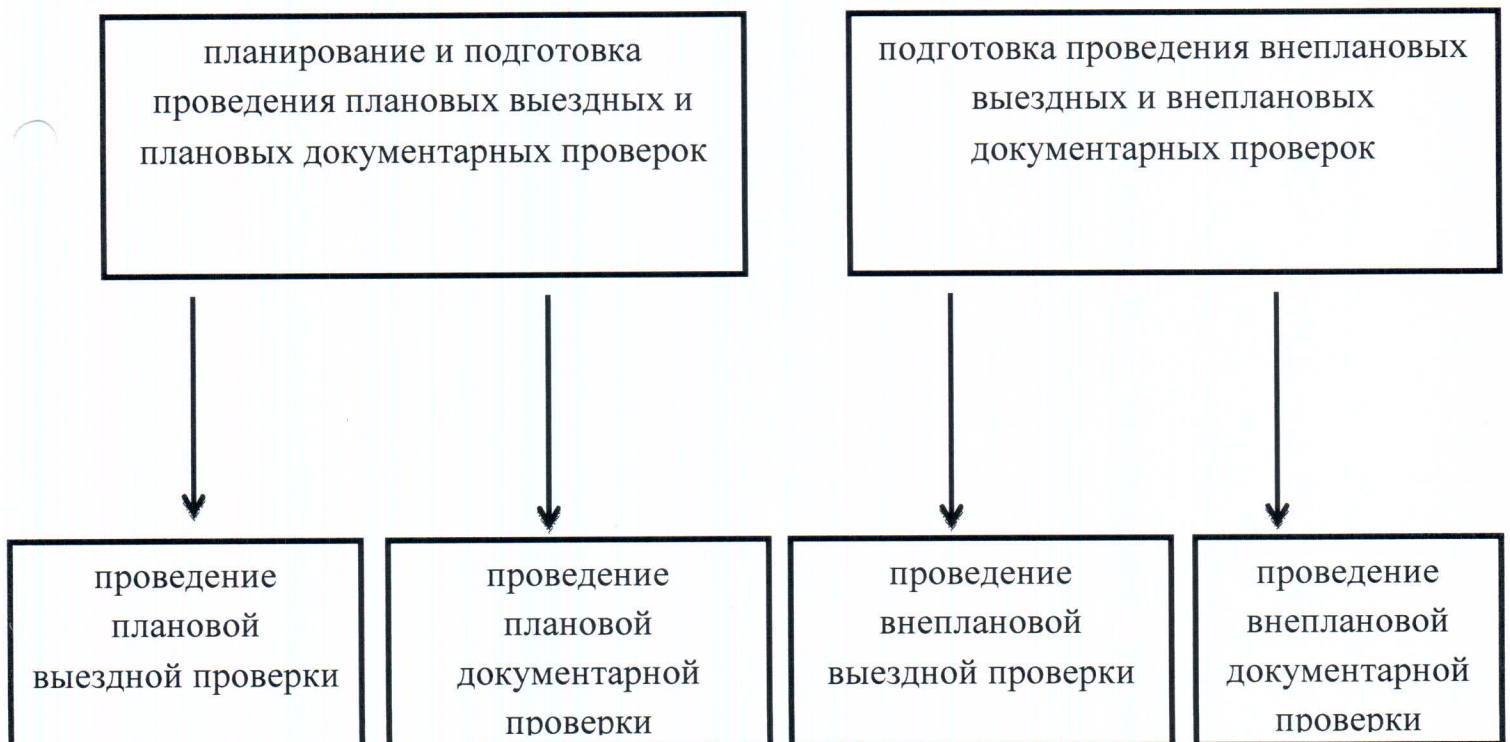 планирование и подготовка
проведения плановых выездных и
плановых документарных проверок
подготовка проведения внеплановых
выездных и внеплановых
документарных проверок
проведение
плановой
выездной проверки
проведение
плановой
документарной
проверки
проведение
внеплановой
выездной проверки
проведение
внеплановой
документарной
проверки